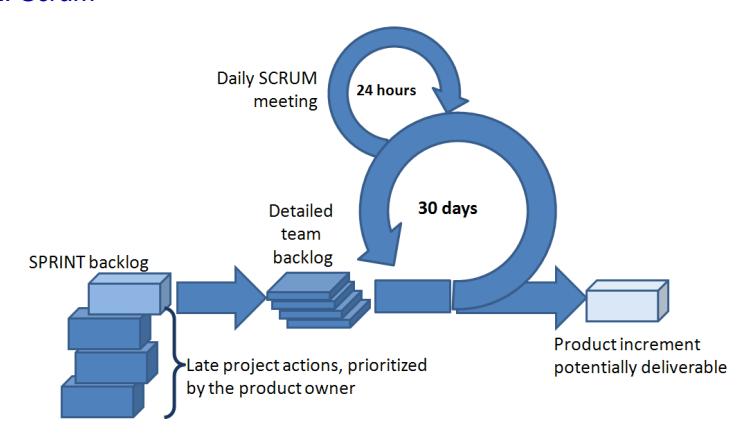 Scrum
Daily SCRUM
meeting
24 hours
30 days
Detailed
team
backlog
SPRINT backlog
Late project actions, prioritized
by the product owner
Product increment
potentially deliverable